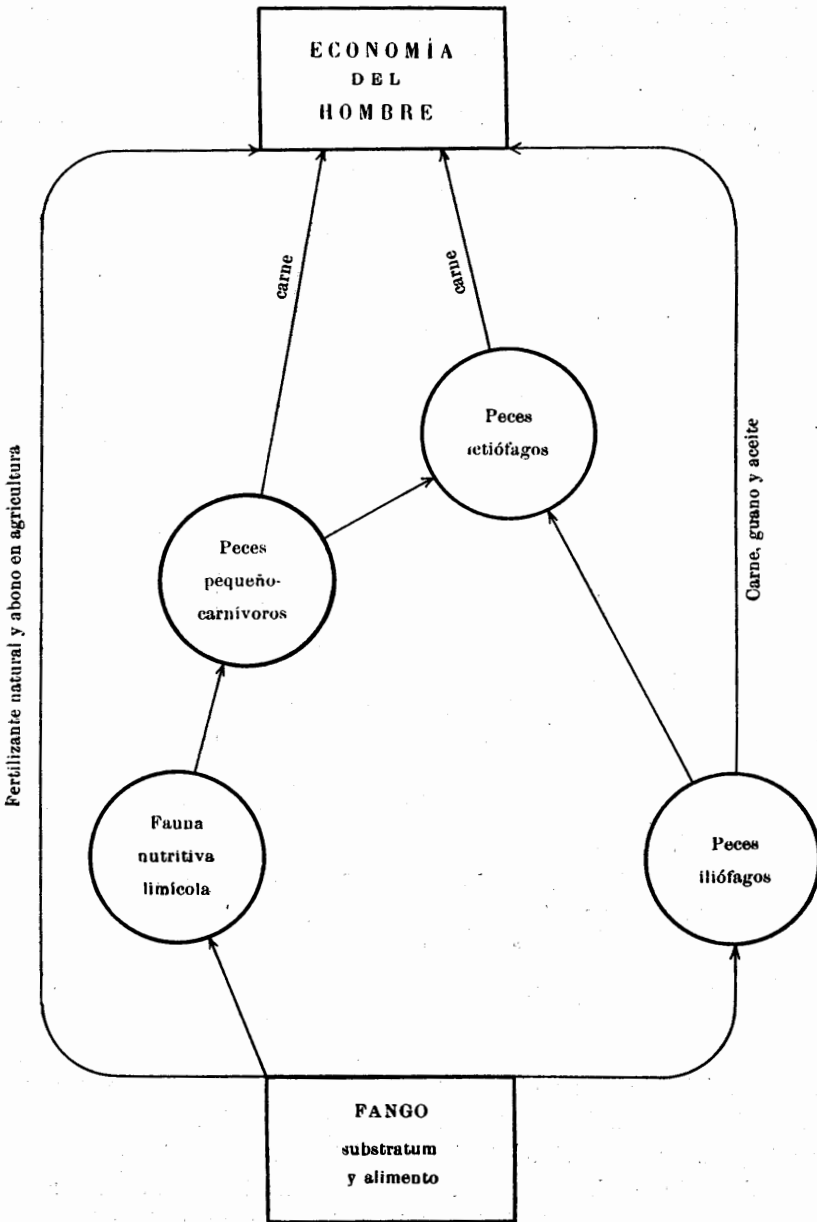 ECONOMÍA
DEL
HOMBRE
carne
carne
Peces
ictiófagos
Fertilizante natural y abono en agricultura
Carne, guano y aceite
Peces
pequeño-
carnívoros
Fauna
nutritiva
limícola
Peces
iliófagos
FANGO
substratum
y alimento